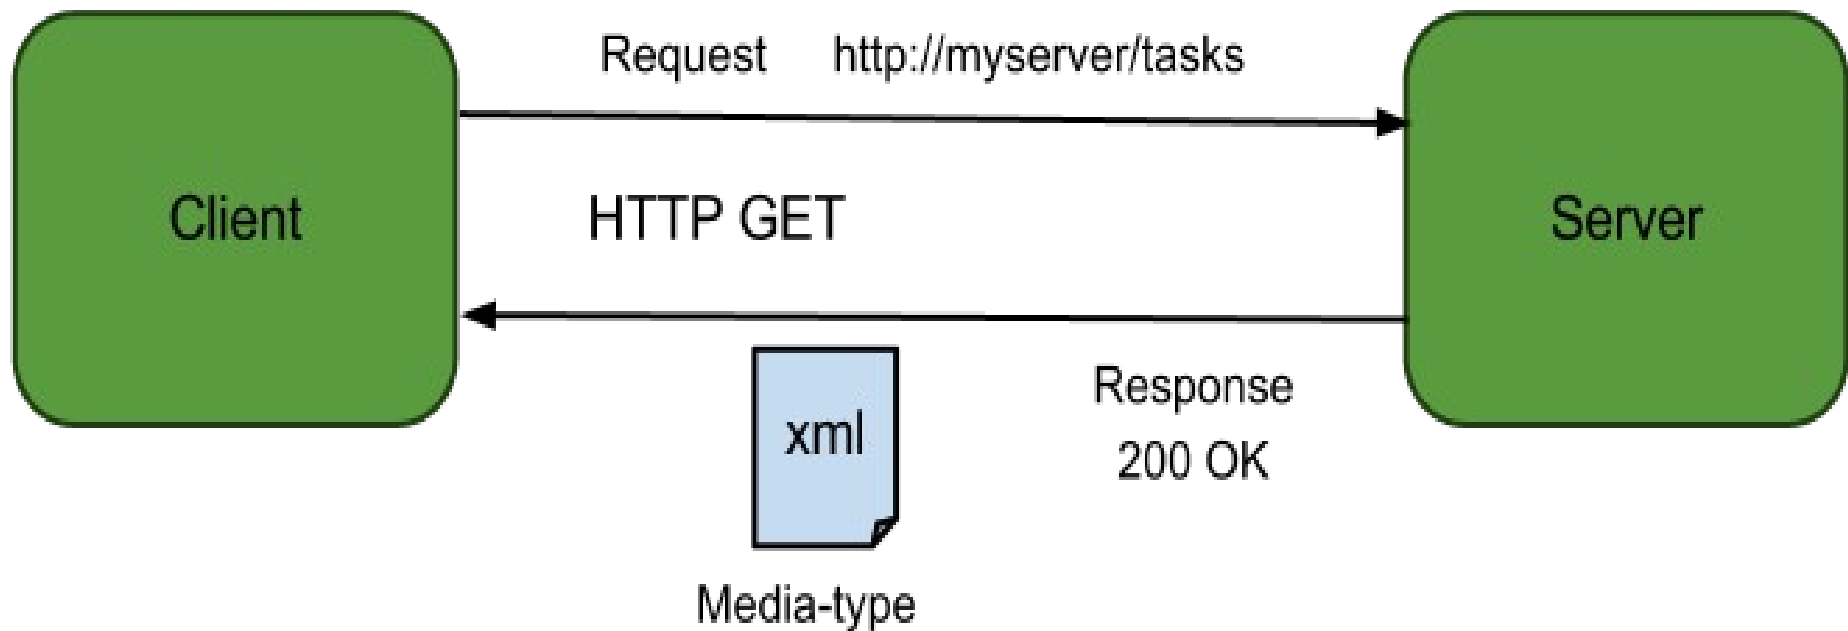 Request http://myserver/tasks
Client
HTTP GET
Server
xml
Response
200 OK
Media-type